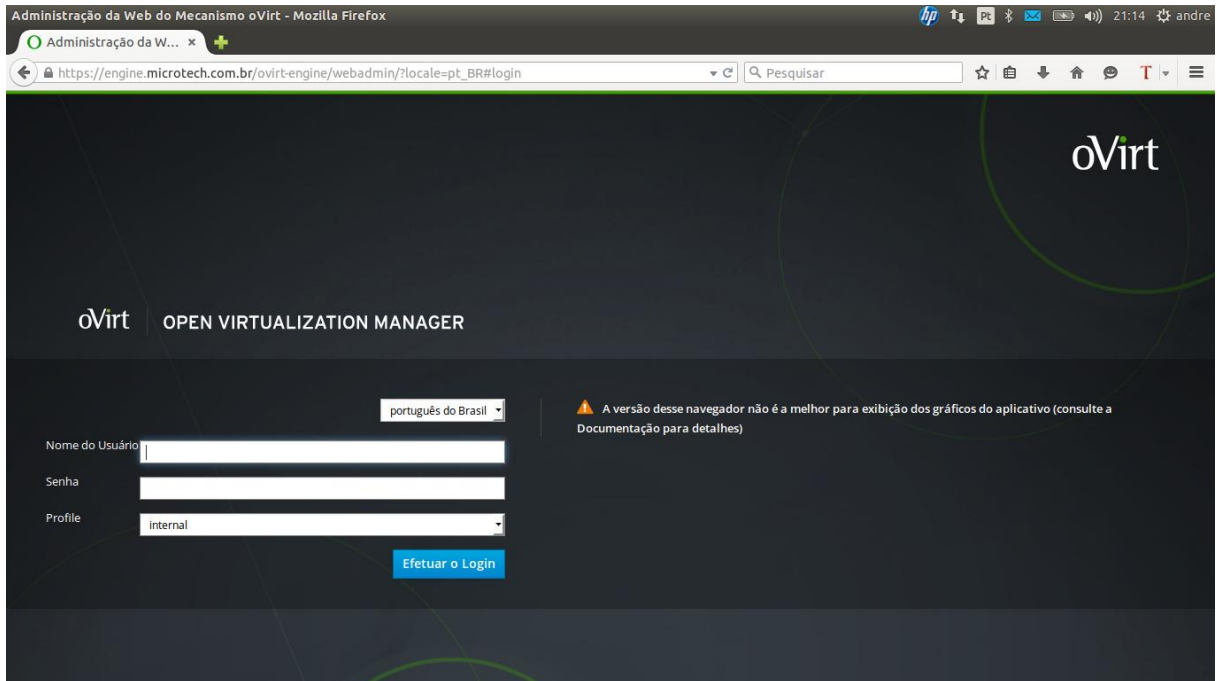 Administração da Web do Mecanismo oVirt - Mozilla Firefox
hp Pt 21:14 andre
Administração da W... ×
https://engine.microtech.com.br/ovirt-engine/webadmin/?locale=pt_BR#login
Pesquisar
T
oVirt
oVirt OPEN VIRTUALIZATION MANAGER
português do Brasil
Nome do Usuário
Senha
Profile internal
Efetuar o Login
A versão desse navegador não é a melhor para exibição dos gráficos do aplicativo (consulte a
Documentação para detalhes)